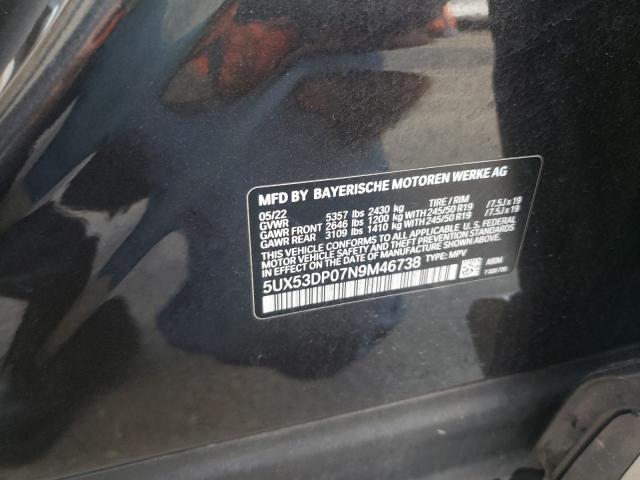 MFD BY BAYERISCHE MOTOREN WERKE AG
05/22 TIRE / RIM
GVWR 5357 lbs 2430 kg
GAWR FRONT 2646 lbs 1200 kg WITH 245/50 R19 /7.5J x 19
GAWR REAR 3109 lbs 1410 kg WITH 245/50 R19 /7.5J x 19
THIS VEHICLE CONFORMS TO ALL APPLICABLE U.S. FEDERAL
MOTOR VEHICLE SAFETY AND THEFT PREVENTION STANDARDS
IN EFFECT ON THE DATE OF MANUFACTURE SHOWN ABOVE.
5UX53DP07N9M46738 TYPE: MPV